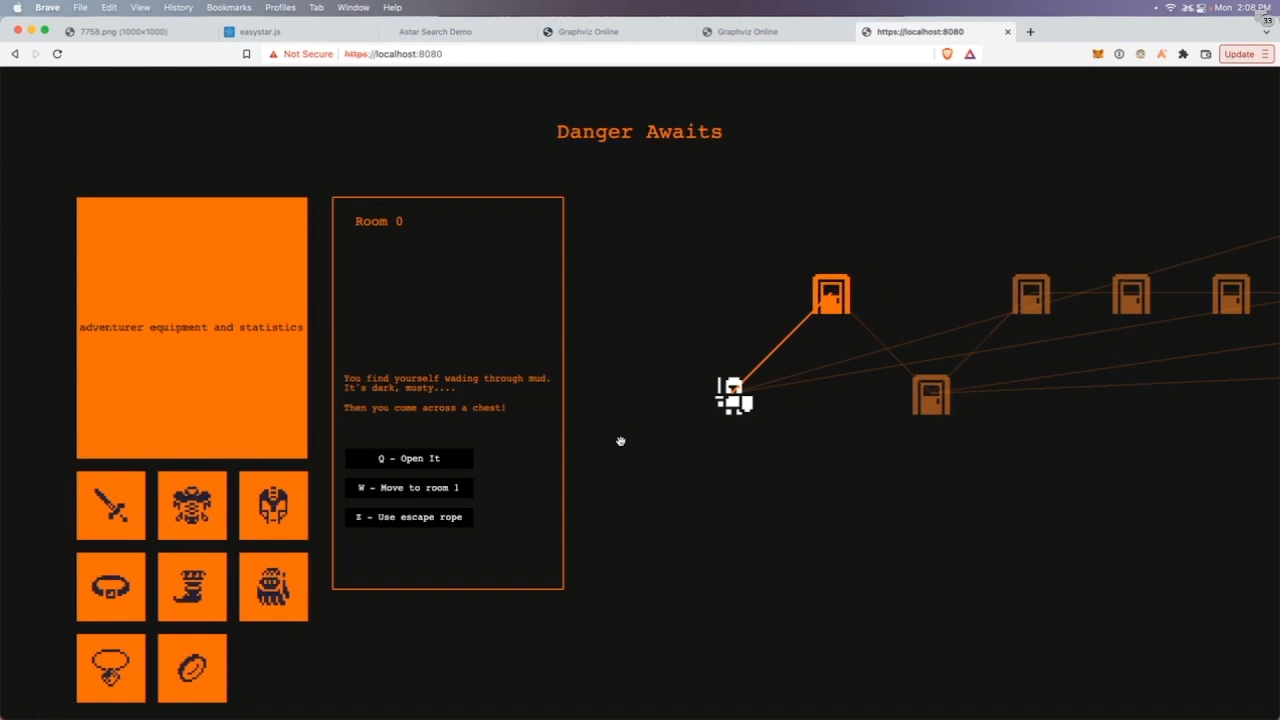 Brave File Edit View History Bookmarks Profiles Tab Window Help
Mon 2:08 PM
33
7758.png (1000×1000)
easystar.js
Astar Search Demo
Graphviz Online
Graphviz Online
https://localhost:8080
Not Secure https://localhost:8080
Update
Danger Awaits
adventurer equipment and statistics
Room 0
You find yourself wading through mud.
It's dark, musty....
Then you come across a chest!
Q - Open It
W - Move to room 1
Z - Use escape rope